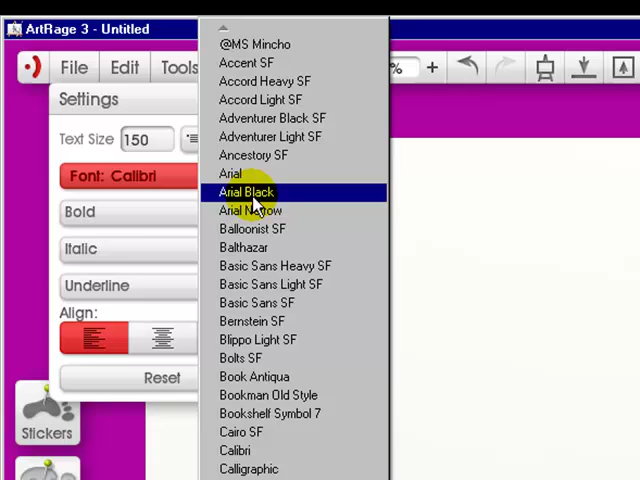 ArtRage 3 - Untitled
File Edit Tools % +
Settings
Text Size 150
Font: Calibri
Bold
Italic
Underline
Align:
Reset
Stickers
@MS Mincho
Accent SF
Accord Heavy SF
Accord Light SF
Adventurer Black SF
Adventurer Light SF
Ancestory SF
Arial
Arial Black
Arial Narrow
Balloonist SF
Balthazar
Basic Sans Heavy SF
Basic Sans Light SF
Basic Sans SF
Bernstein SF
Blippo Light SF
Bolts SF
Book Antiqua
Bookman Old Style
Bookshelf Symbol 7
Cairo SF
Calibri
Calligraphic